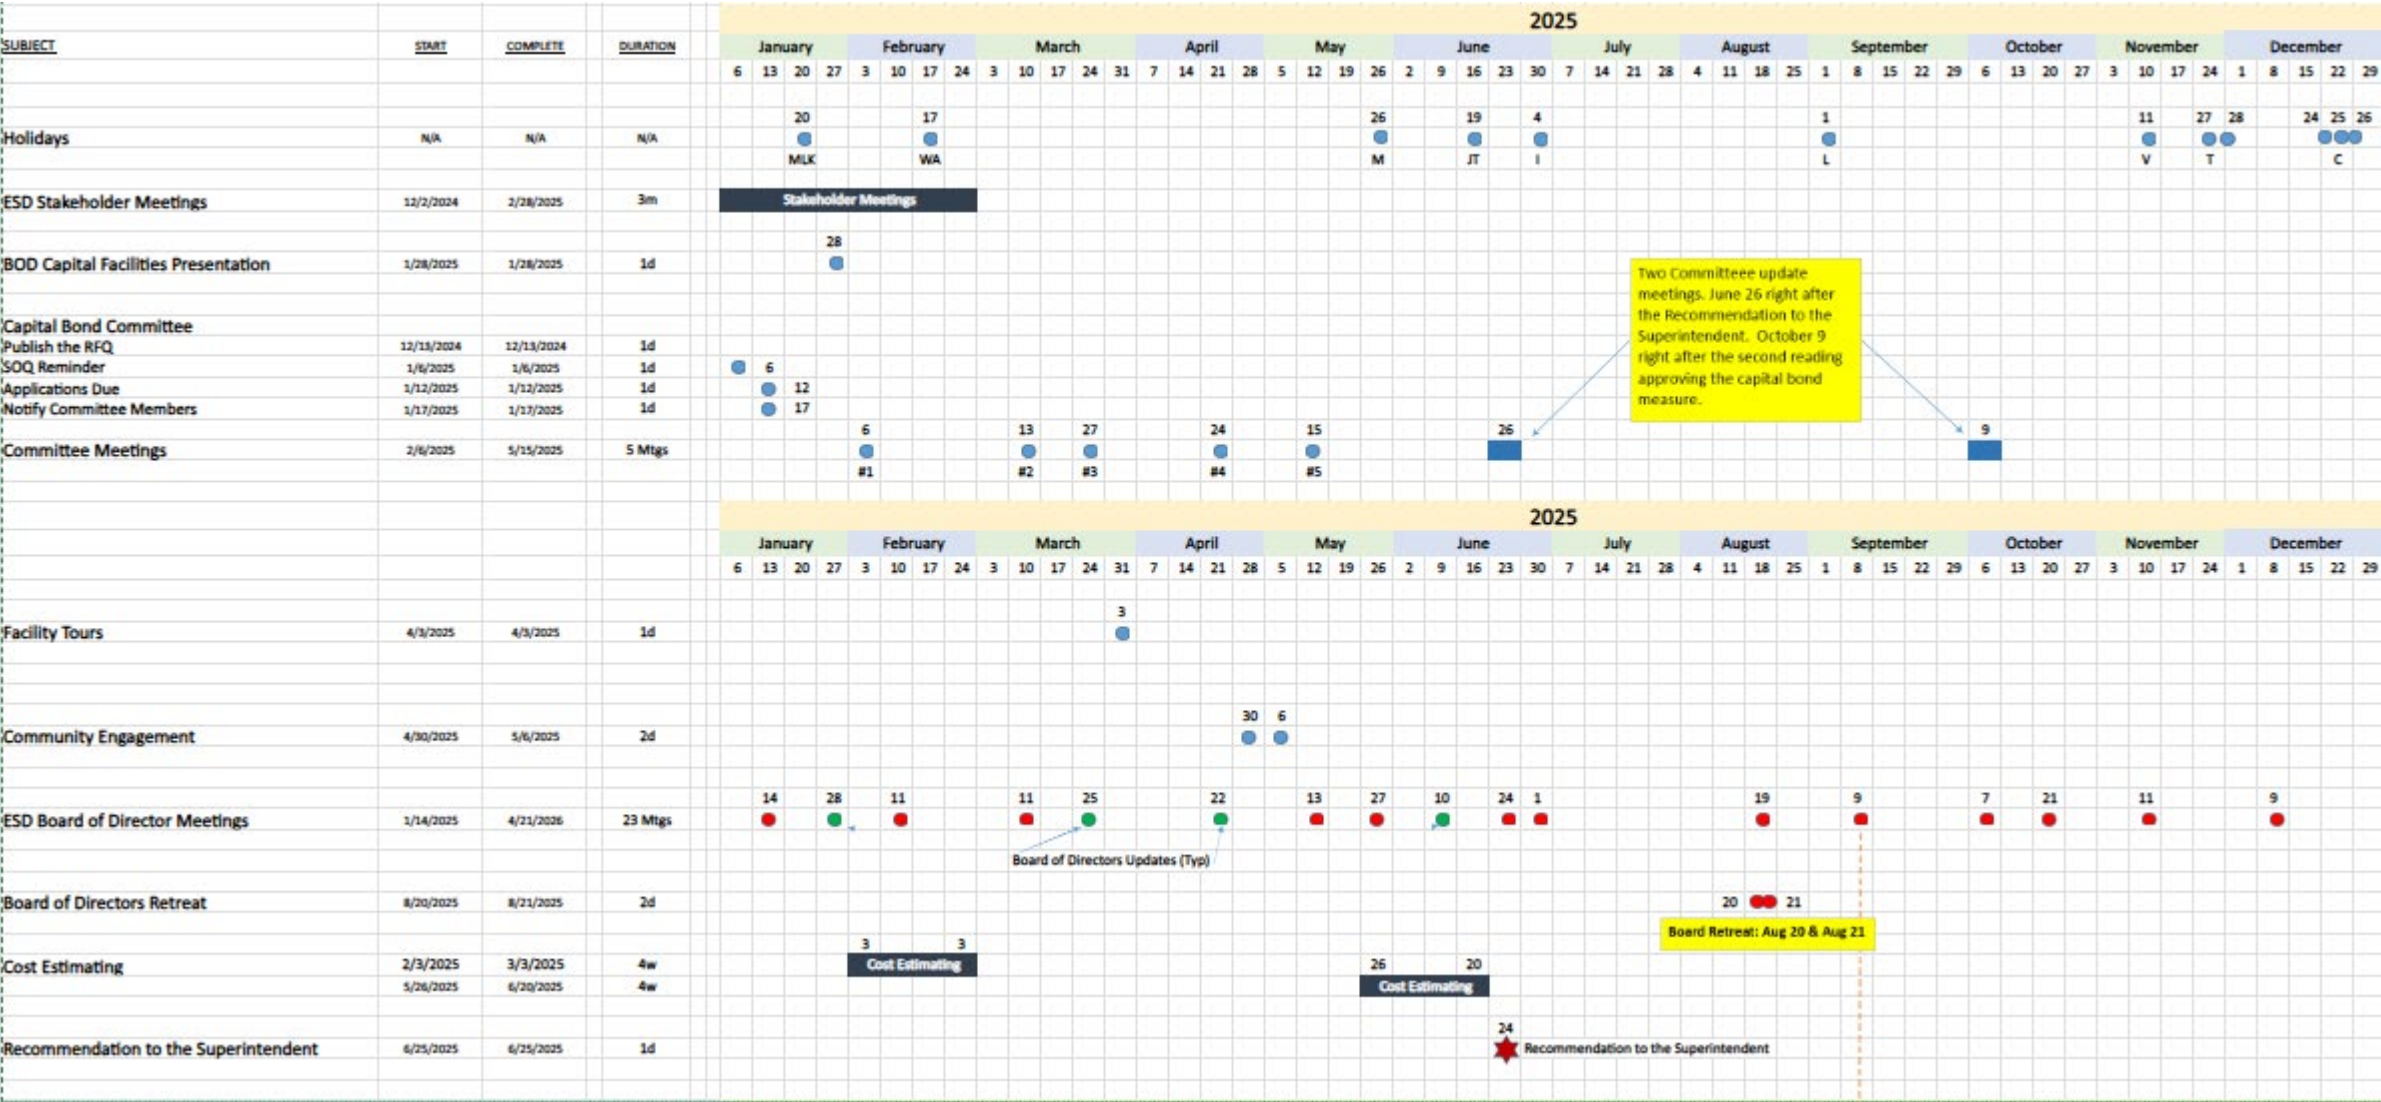 2025
SUBJECT START COMPLETE DURATION January February March April May June July August September October November December
6 13 20 27 3 10 17 24 3 10 17 24 31 7 14 21 28 5 12 19 26 2 9 16 23 30 7 14 21 28 4 11 18 25 1 8 15 22 29 6 13 20 27 3 10 17 24 1 8 15 22 29
20 17 26 19 4 1 11 27 28 24 25 26
Holidays N/A N/A N/A
MLK WA M JT I L V T C
ESD Stakeholder Meetings 12/2/2024 2/28/2025 3m Stakeholder Meetings
28
BOD Capital Facilities Presentation 1/28/2025 1/28/2025 1d
Two Committeee update
meetings. June 26 right after
the Recommendation to the
Superintendent. October 9
right after the second reading
approving the capital bond
measure.
Capital Bond Committee
Publish the RFQ 12/13/2024 12/13/2024 1d
SOQ Reminder 1/6/2025 1/6/2025 1d 6
Applications Due 1/12/2025 1/12/2025 1d 12
Notify Committee Members 1/17/2025 1/17/2025 1d 17
6 13 27 24 15 26 9
Committee Meetings 2/6/2025 5/15/2025 5 Mtgs
#1 #2 #3 #4 #5
2025
January February March April May June July August September October November December
6 13 20 27 3 10 17 24 3 10 17 24 31 7 14 21 28 5 12 19 26 2 9 16 23 30 7 14 21 28 4 11 18 25 1 8 15 22 29 6 13 20 27 3 10 17 24 1 8 15 22 29
3
Facility Tours 4/3/2025 4/3/2025 1d
30 6
Community Engagement 4/30/2025 5/6/2025 2d
14 28 11 11 25 22 13 27 10 24 1 19 9 7 21 11 9
ESD Board of Director Meetings 1/14/2025 4/21/2026 23 Mtgs
Board of Directors Updates (Typ)
Board of Directors Retreat 8/20/2025 8/21/2025 2d 20 21
Board Retreat: Aug 20 & Aug 21
3 3
Cost Estimating 2/3/2025 3/3/2025 4w Cost Estimating 26 20
5/26/2025 6/20/2025 4w Cost Estimating
24
Recommendation to the Superintendent 6/25/2025 6/25/2025 1d Recommendation to the Superintendent